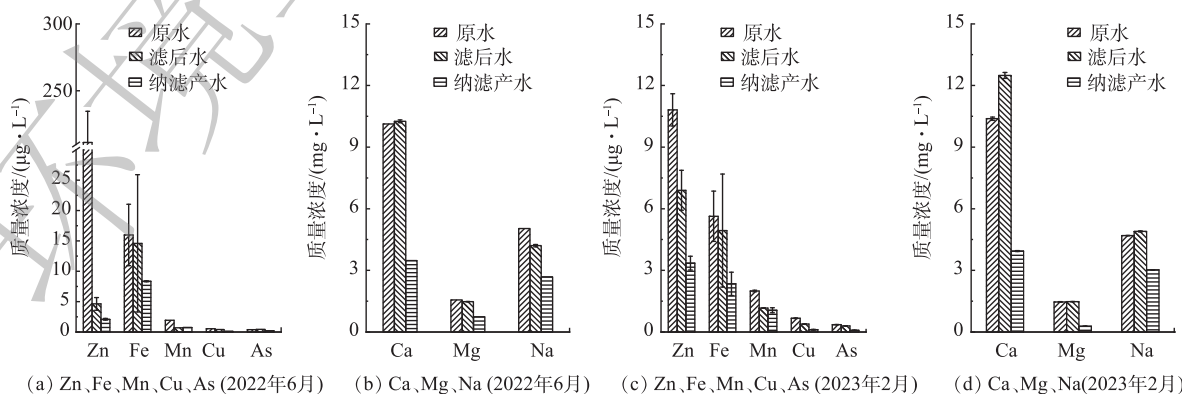 300
250
25
20
15
10
5
0
质量浓度/(μg·L⁻¹)
原水
滤后水
纳滤产水
Zn Fe Mn Cu As
(a) Zn、Fe、Mn、Cu、As (2022年6月)
15
12
9
6
3
0
质量浓度/(mg·L⁻¹)
原水
滤后水
纳滤产水
Ca Mg Na
(b) Ca、Mg、Na (2022年6月)
15
12
9
6
3
0
质量浓度/(μg·L⁻¹)
原水
滤后水
纳滤产水
Zn Fe Mn Cu As
(c) Zn、Fe、Mn、Cu、As (2023年2月)
15
12
9
6
3
0
质量浓度/(mg·L⁻¹)
原水
滤后水
纳滤产水
Ca Mg Na
(d) Ca、Mg、Na(2023年2月)
环境